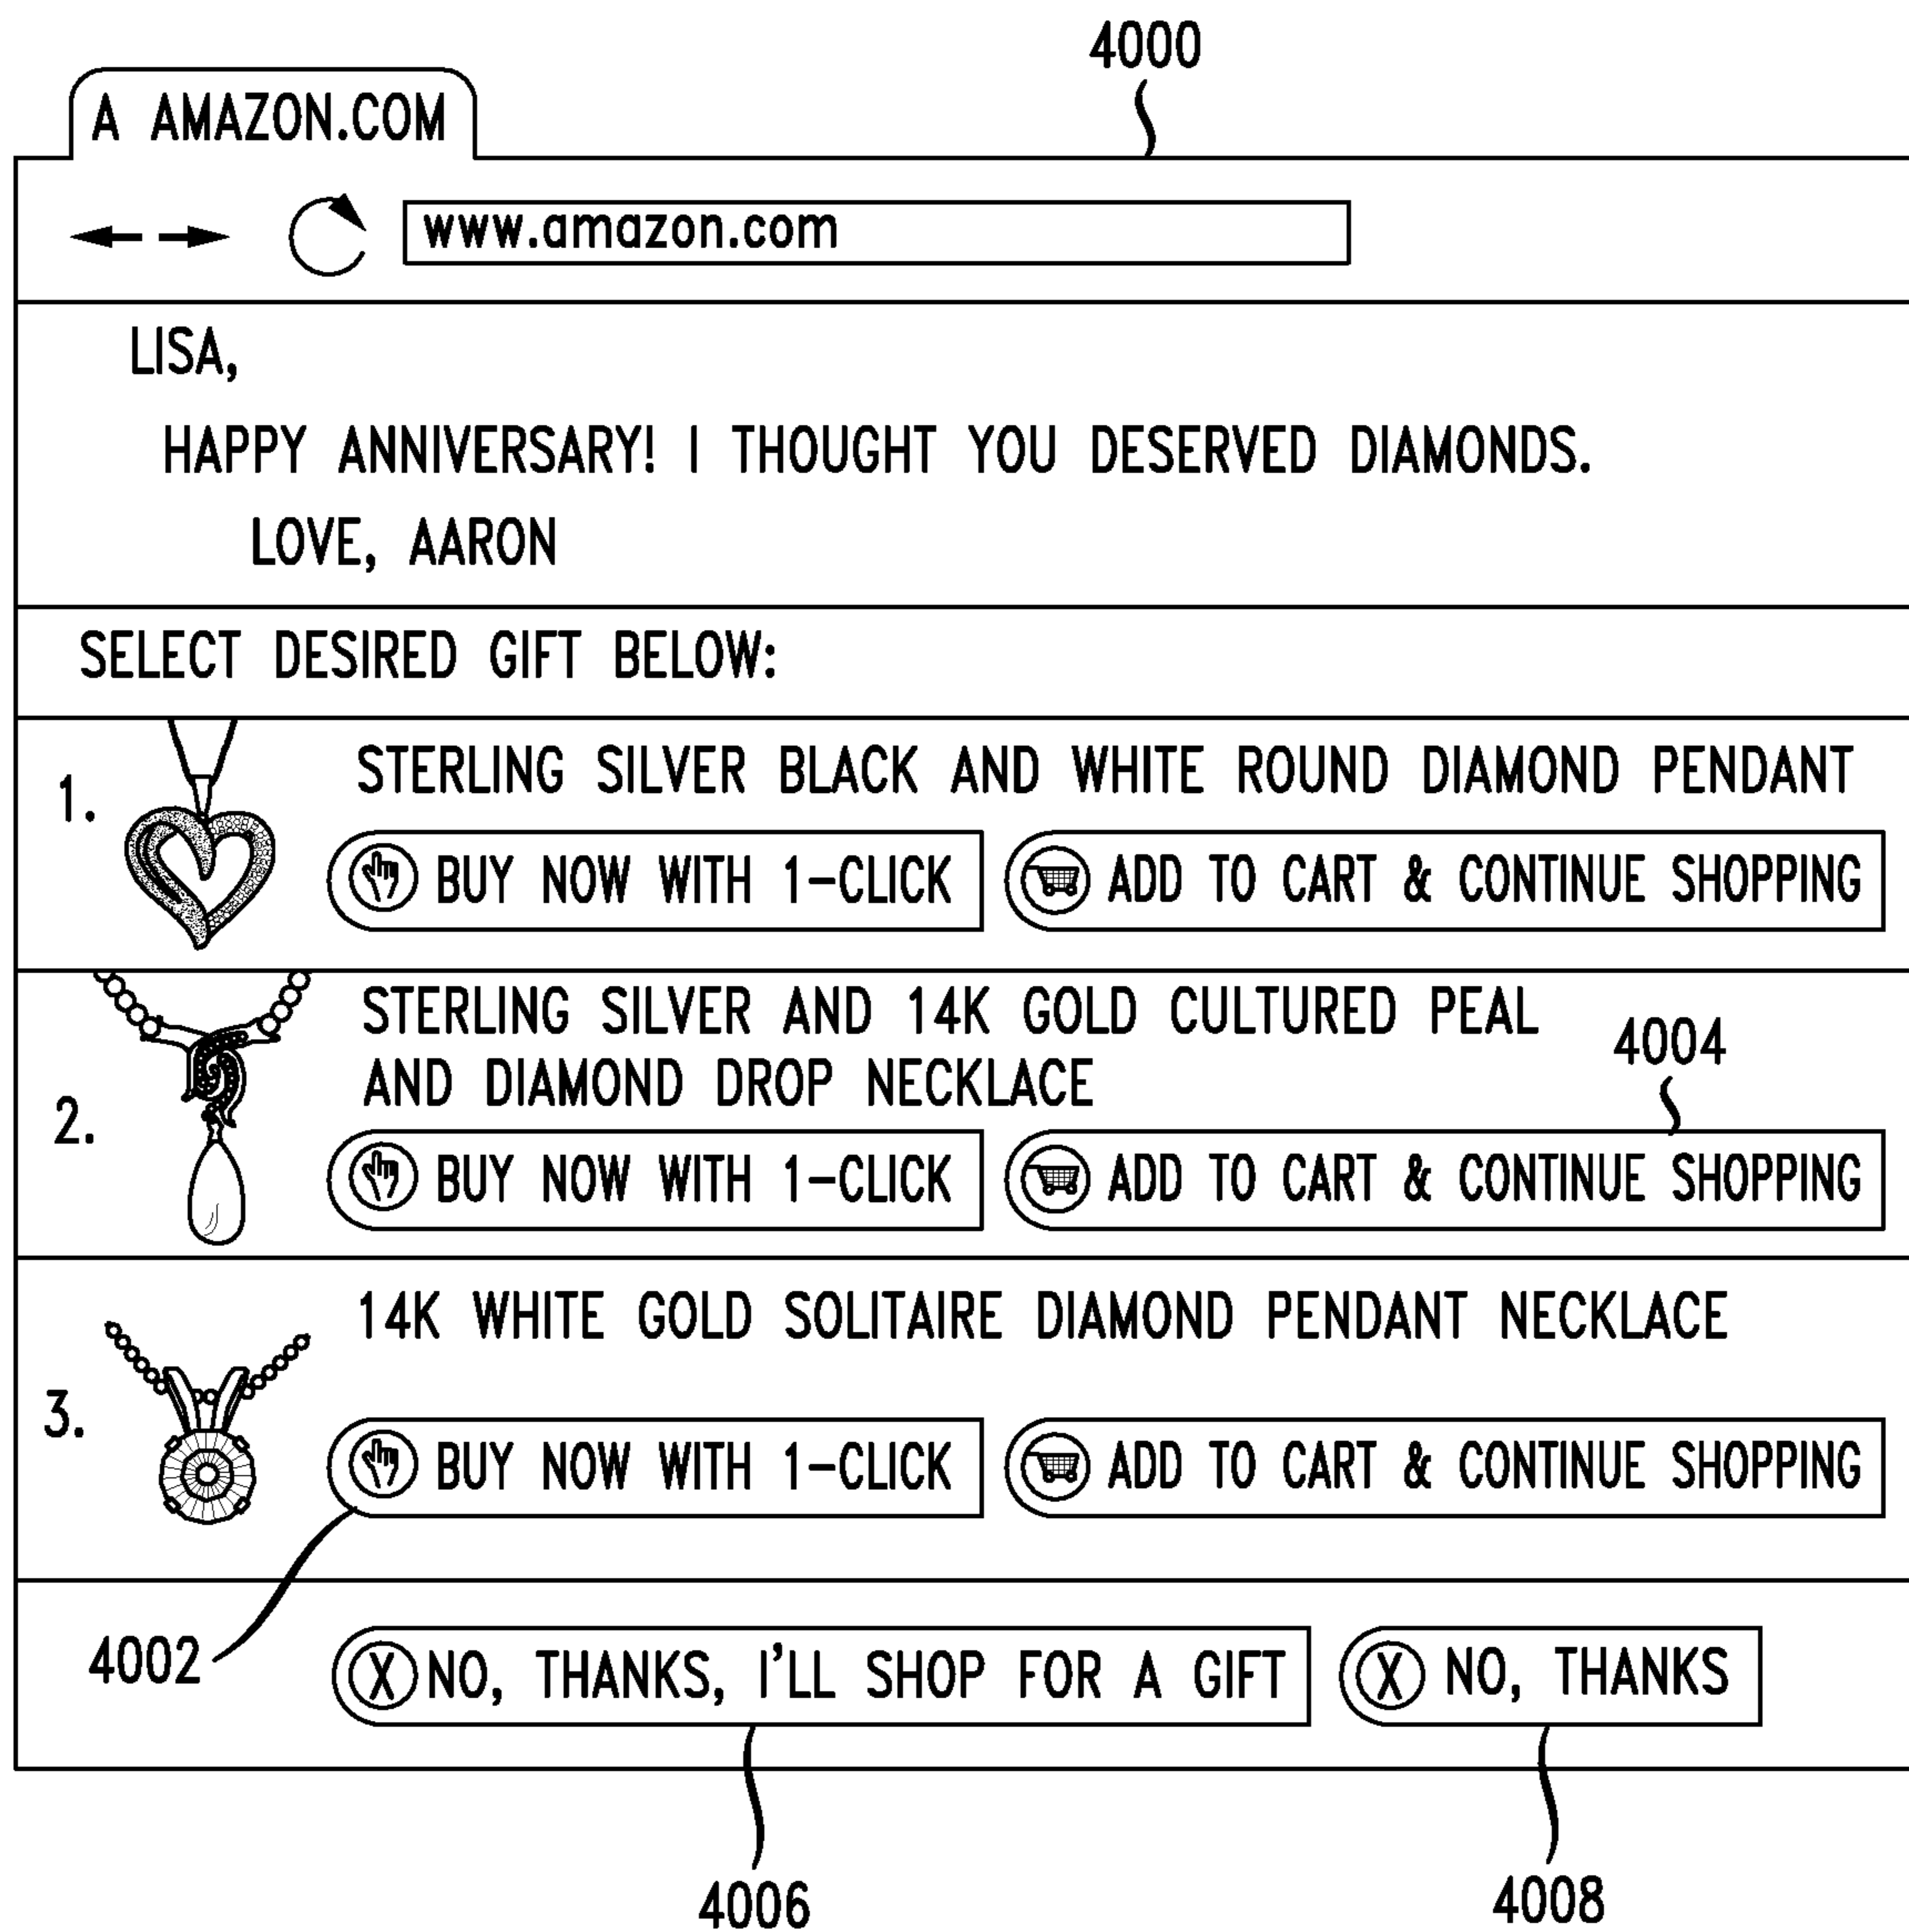 4000
A AMAZON.COM
www.amazon.com
LISA,
HAPPY ANNIVERSARY! I THOUGHT YOU DESERVED DIAMONDS.
LOVE, AARON
SELECT DESIRED GIFT BELOW:
1.
STERLING SILVER BLACK AND WHITE ROUND DIAMOND PENDANT
BUY NOW WITH 1-CLICK
ADD TO CART & CONTINUE SHOPPING
2.
STERLING SILVER AND 14K GOLD CULTURED PEAL
AND DIAMOND DROP NECKLACE
4004
BUY NOW WITH 1-CLICK
ADD TO CART & CONTINUE SHOPPING
3.
14K WHITE GOLD SOLITAIRE DIAMOND PENDANT NECKLACE
BUY NOW WITH 1-CLICK
ADD TO CART & CONTINUE SHOPPING
4002
X NO, THANKS, I'LL SHOP FOR A GIFT
X NO, THANKS
4006
4008